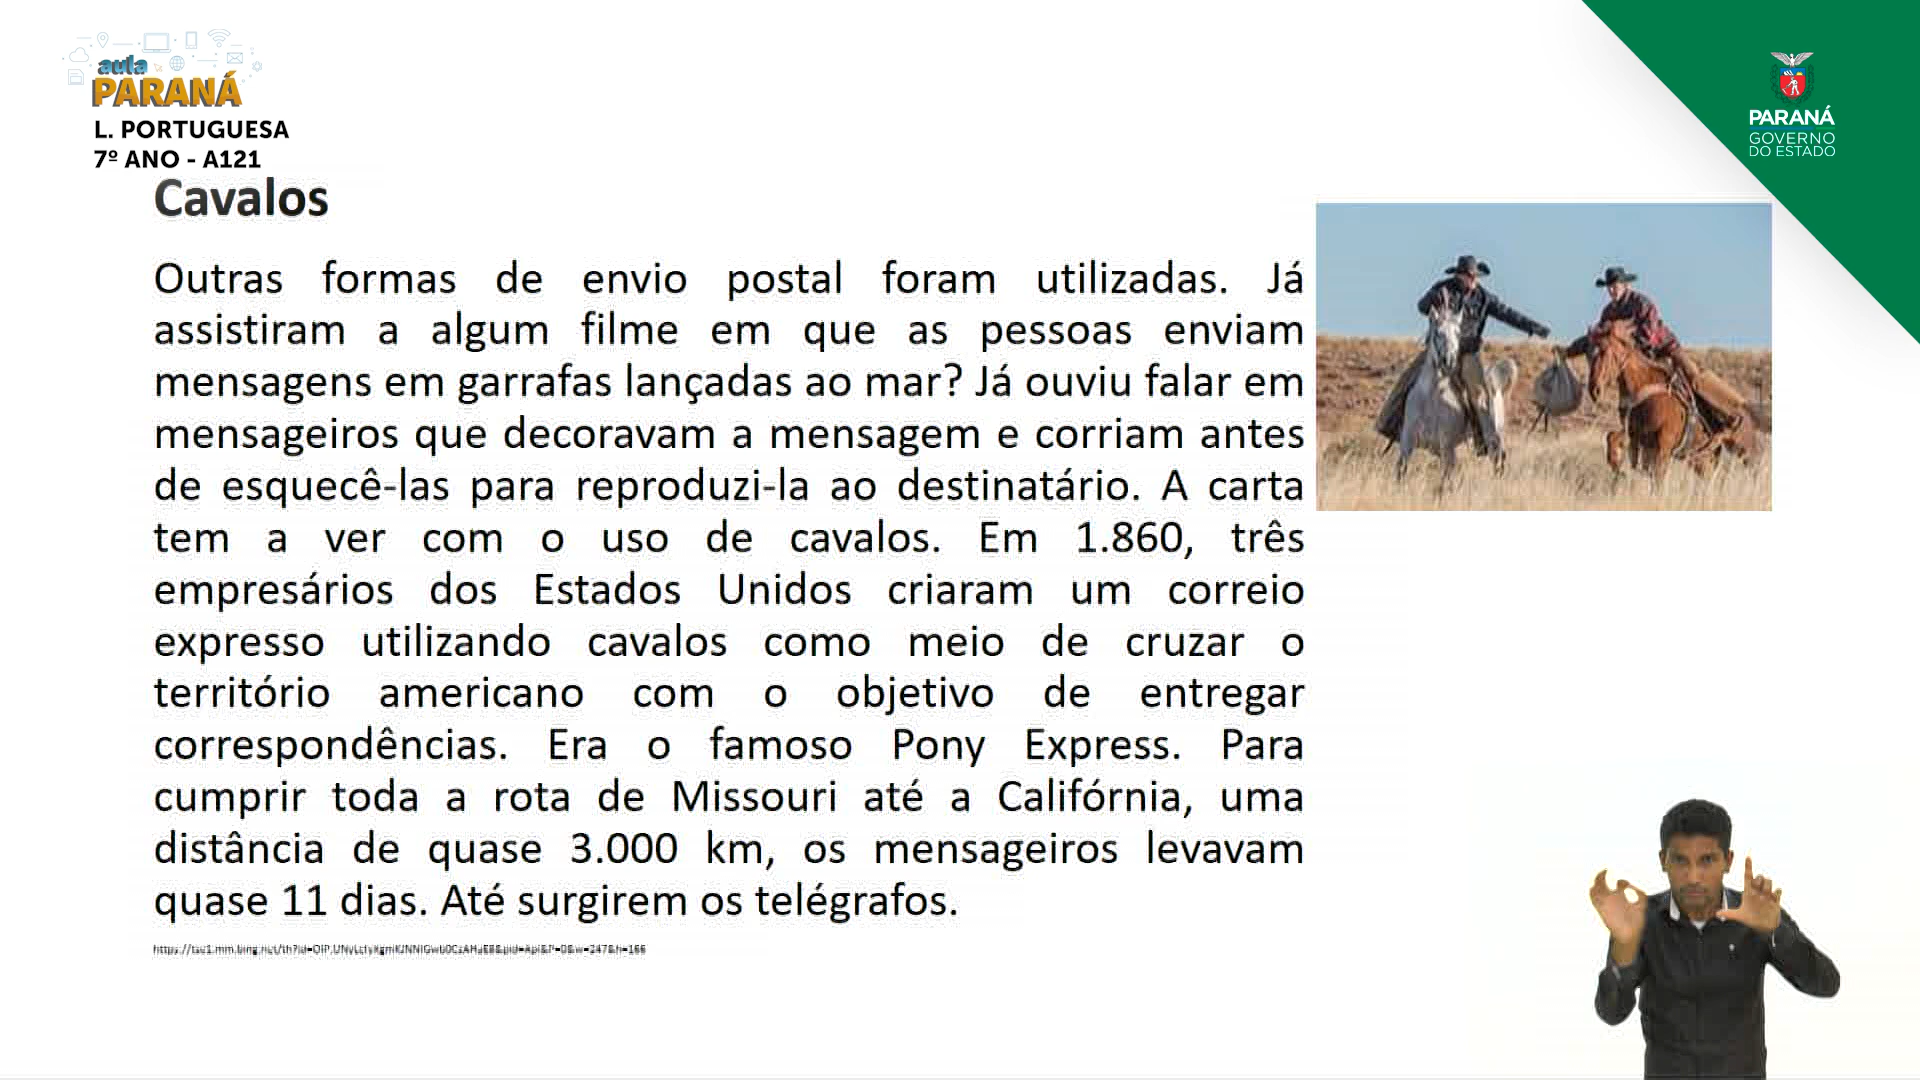 aula
PARANÁ
L. PORTUGUESA
7º ANO - A121
PARANÁ
GOVERNO
DO ESTADO
Cavalos
Outras formas de envio postal foram utilizadas. Já
assistiram a algum filme em que as pessoas enviam
mensagens em garrafas lançadas ao mar? Já ouviu falar em
mensageiros que decoravam a mensagem e corriam antes
de esquecê-las para reproduzi-la ao destinatário. A carta
tem a ver com o uso de cavalos. Em 1.860, três
empresários dos Estados Unidos criaram um correio
expresso utilizando cavalos como meio de cruzar o
território americano com o objetivo de entregar
correspondências. Era o famoso Pony Express. Para
cumprir toda a rota de Missouri até a Califórnia, uma
distância de quase 3.000 km, os mensageiros levavam
quase 11 dias. Até surgirem os telégrafos.